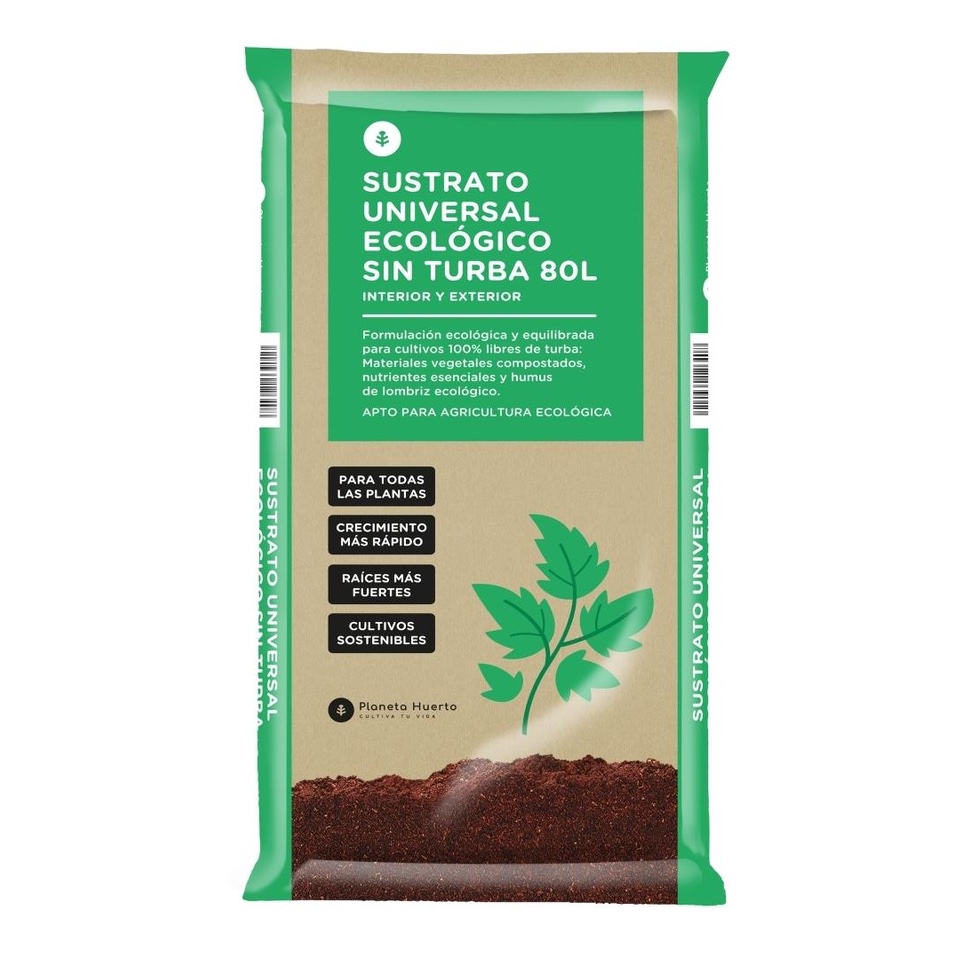 SUSTRATO
UNIVERSAL
ECOLÓGICO
SIN TURBA 80L
INTERIOR Y EXTERIOR
Formulación ecológica y equilibrada
para cultivos 100% libres de turba:
Materiales vegetales compostados,
nutrientes esenciales y humus
de lombriz ecológico.
APTO PARA AGRICULTURA ECOLÓGICA
PARA TODAS
LAS PLANTAS
CRECIMIENTO
MÁS RÁPIDO
RAÍCES MÁS
FUERTES
CULTIVOS
SOSTENIBLES
Planeta Huerto
CULTIVA TU VIDA
SUSTRATO UNIVERSAL
ECOLÓGICO SIN TURBA
SUSTRATO UNIVERSAL